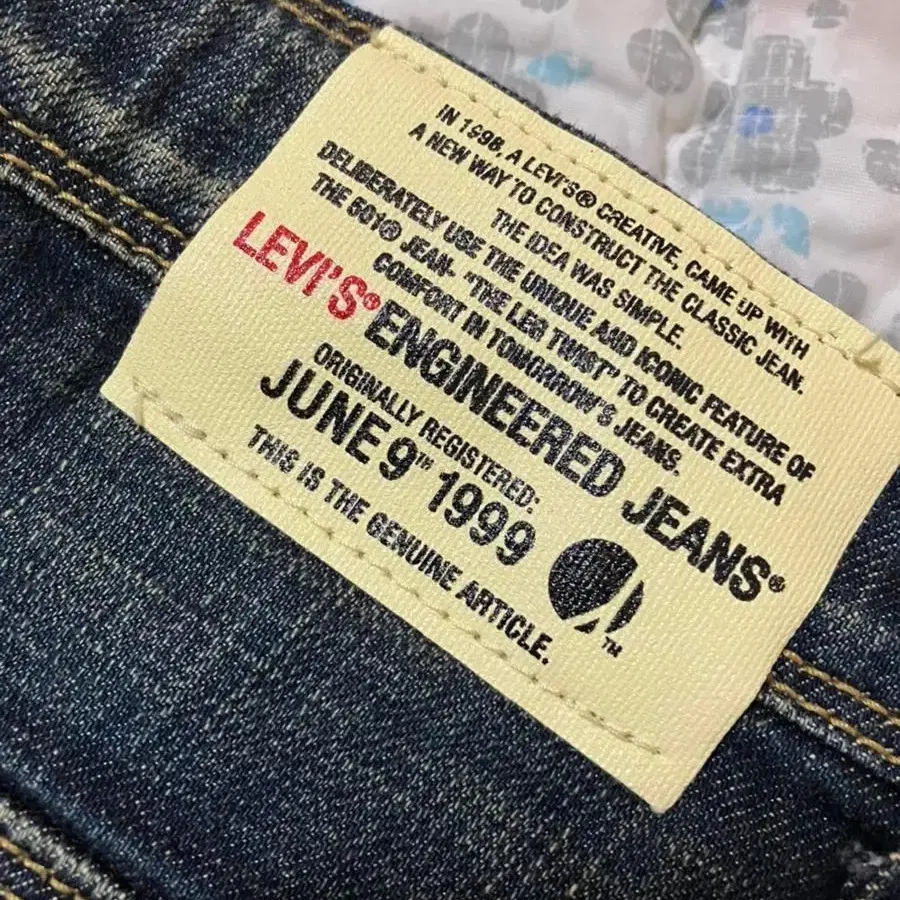 IN 1998, A LEVI'S® CREATIVE, CAME UP WITH
A NEW WAY TO CONSTRUCT THE CLASSIC JEAN.
THE IDEA WAS SIMPLE.
DELIBERATELY USE THE UNIQUE AND ICONIC FEATURE OF
THE 501® JEAN- "THE LEG TWIST" TO CREATE EXTRA
COMFORT IN TOMORROW'S JEANS.
LEVI'S® ENGINEERED JEANS®
ORIGINALLY REGISTERED:
JUNE 9™ 1999
THIS IS THE GENUINE ARTICLE.
TM